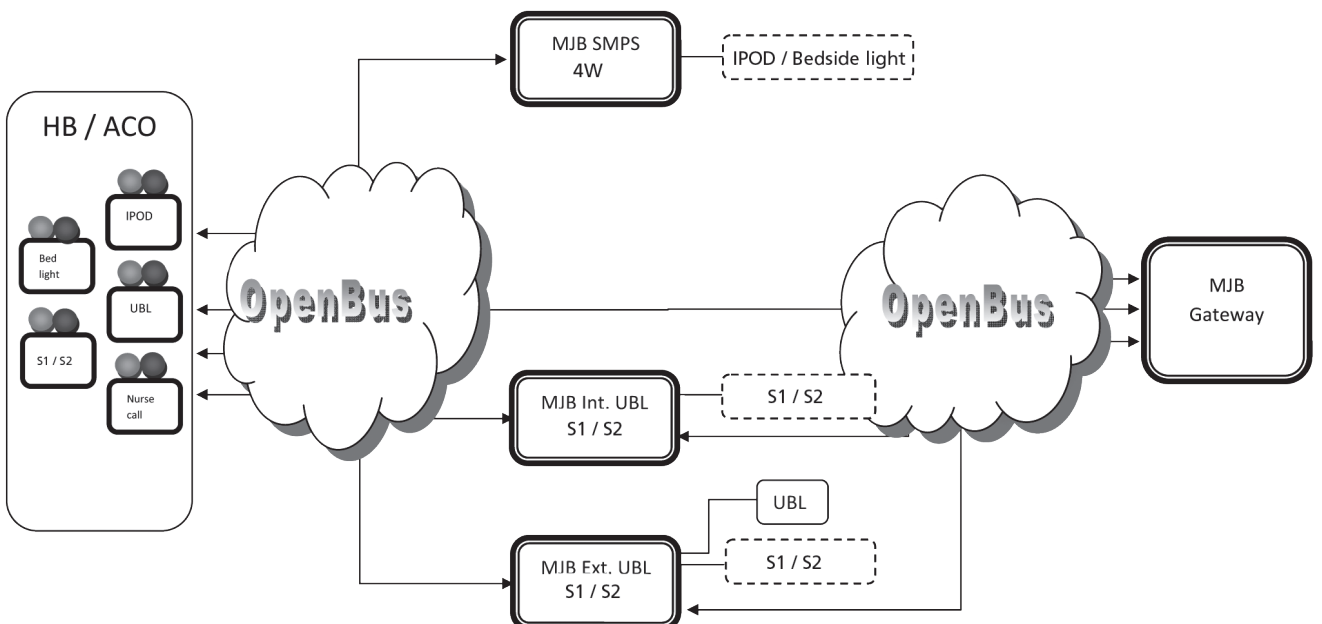 MJB SMPS
4W
IPOD / Bedside light
HB / ACO
IPOD
Bed
light
UBL
S1 / S2
Nurse
call
OpenBus
OpenBus
MJB
Gateway
MJB Int. UBL
S1 / S2
S1 / S2
UBL
MJB Ext. UBL
S1 / S2
S1 / S2